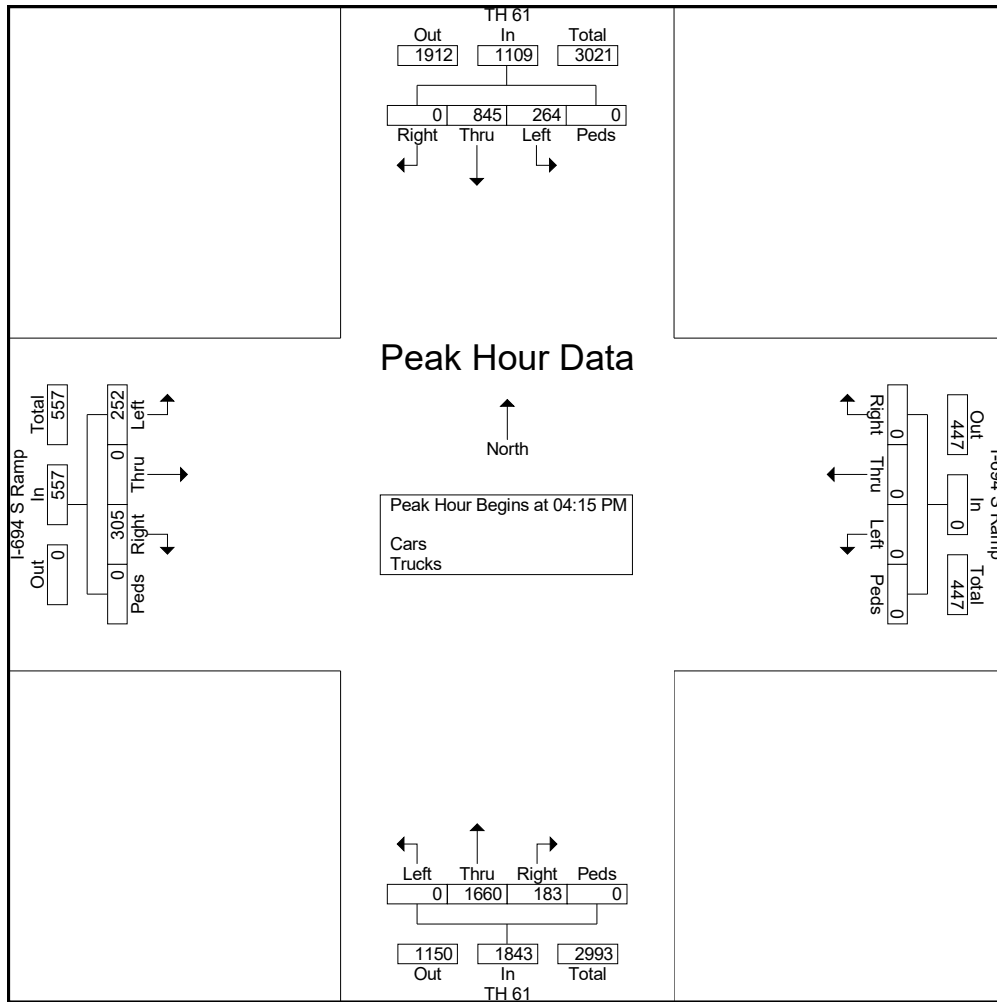 TH 61
Out In Total
1912 1109 3021
0 845 264 0
Right Thru Left Peds
Peak Hour Data
North
Peak Hour Begins at 04:15 PM
Cars
Trucks
I-694 S Ramp
Total In Out
557 557 0
252 0 305 0
Left Thru Right Peds
Right Thru Left Peds
0 0 0 0
Out In Total
447 0 447
I-694 S Ramp
Left Thru Right Peds
0 1660 183 0
1150 1843 2993
Out In Total
TH 61